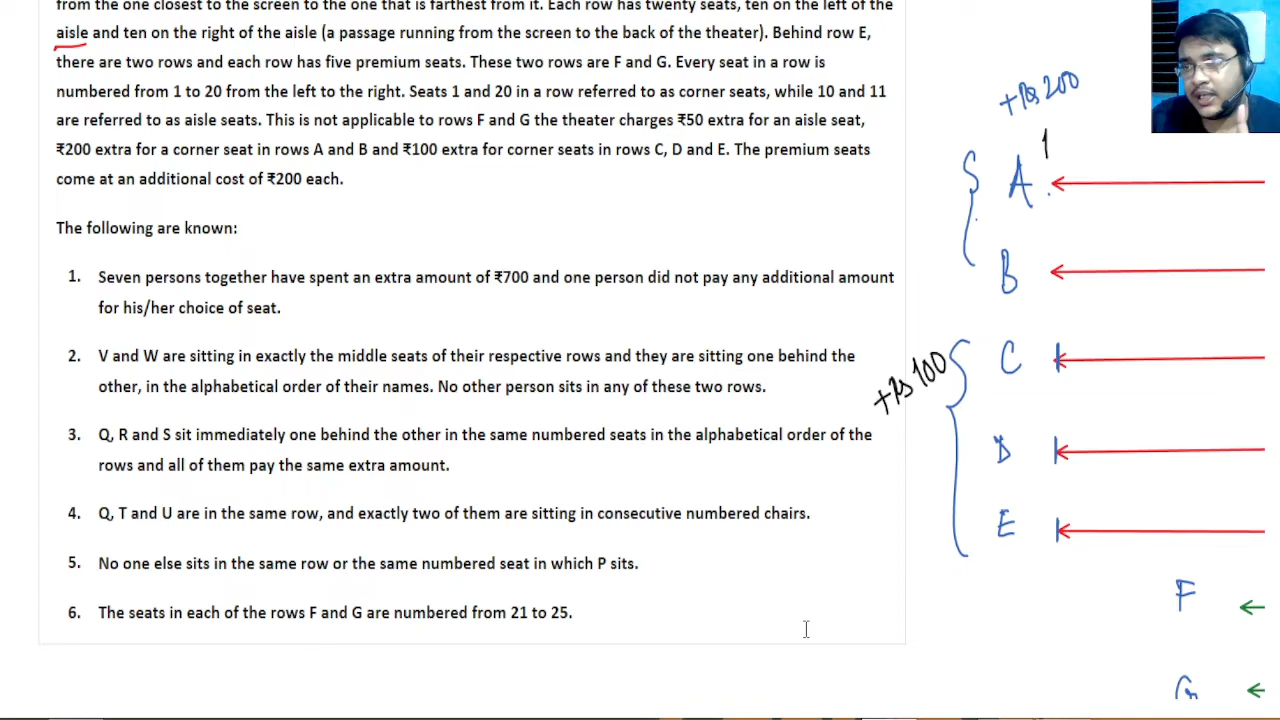 from the one closest to the screen to the one that is farthest from it. Each row has twenty seats, ten on the left of the
aisle and ten on the right of the aisle (a passage running from the screen to the back of the theater). Behind row E,
there are two rows and each row has five premium seats. These two rows are F and G. Every seat in a row is
numbered from 1 to 20 from the left to the right. Seats 1 and 20 in a row referred to as corner seats, while 10 and 11
are referred to as aisle seats. This is not applicable to rows F and G the theater charges ₹50 extra for an aisle seat,
₹200 extra for a corner seat in rows A and B and ₹100 extra for corner seats in rows C, D and E. The premium seats
come at an additional cost of ₹200 each.
The following are known:
1. Seven persons together have spent an extra amount of ₹700 and one person did not pay any additional amount
for his/her choice of seat.
2. V and W are sitting in exactly the middle seats of their respective rows and they are sitting one behind the
other, in the alphabetical order of their names. No other person sits in any of these two rows.
3. Q, R and S sit immediately one behind the other in the same numbered seats in the alphabetical order of the
rows and all of them pay the same extra amount.
4. Q, T and U are in the same row, and exactly two of them are sitting in consecutive numbered chairs.
5. No one else sits in the same row or the same numbered seat in which P sits.
6. The seats in each of the rows F and G are numbered from 21 to 25.
+Rs 200
1
A
B
+Rs 100
C
D
E
F
G